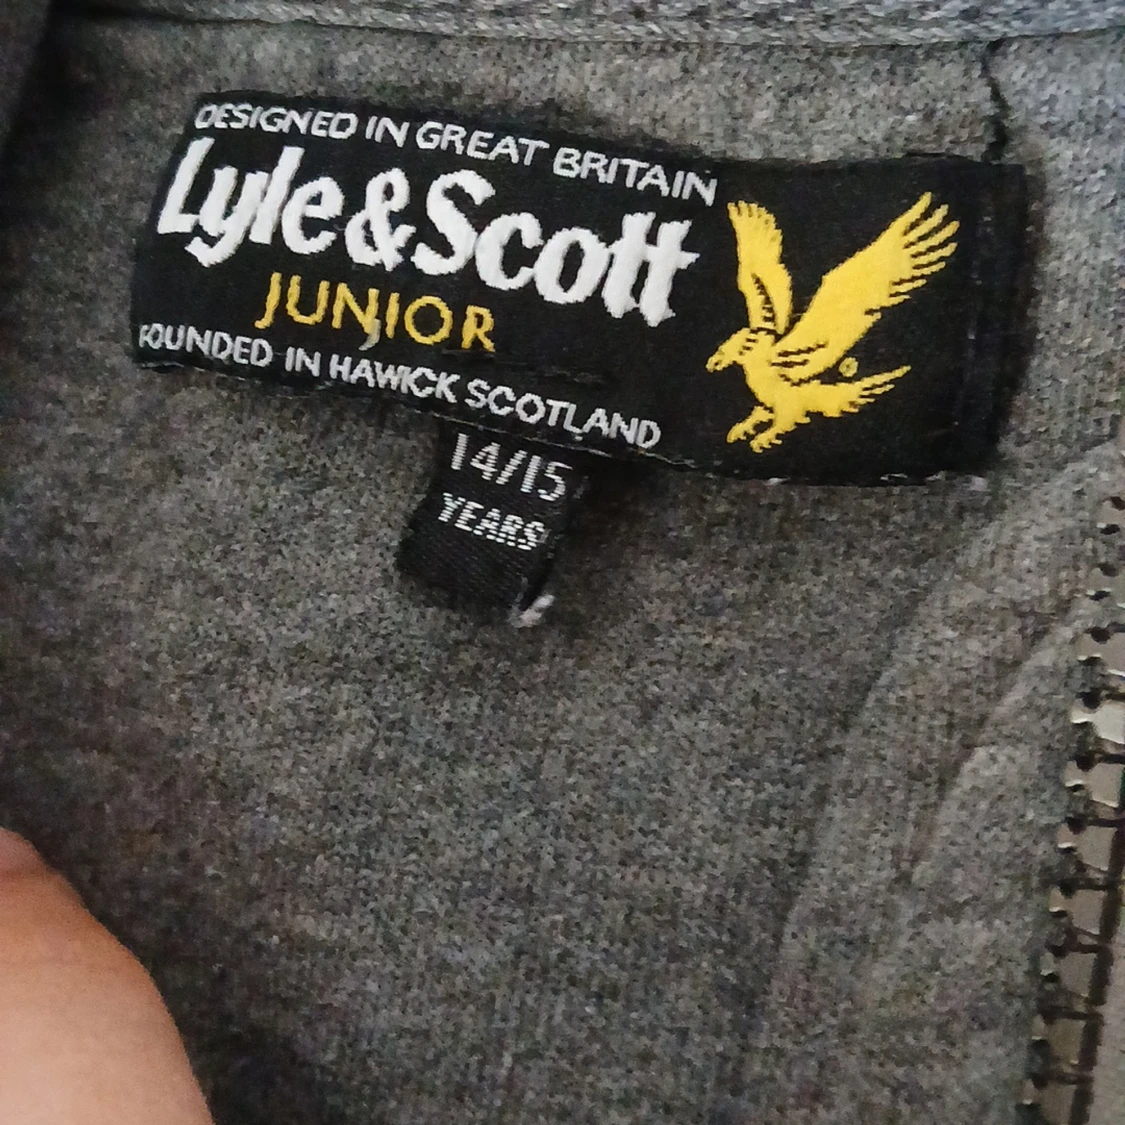 DESIGNED IN GREAT BRITAIN
Lyle&Scott
JUNIOR
FOUNDED IN HAWICK SCOTLAND
14/15
YEARS